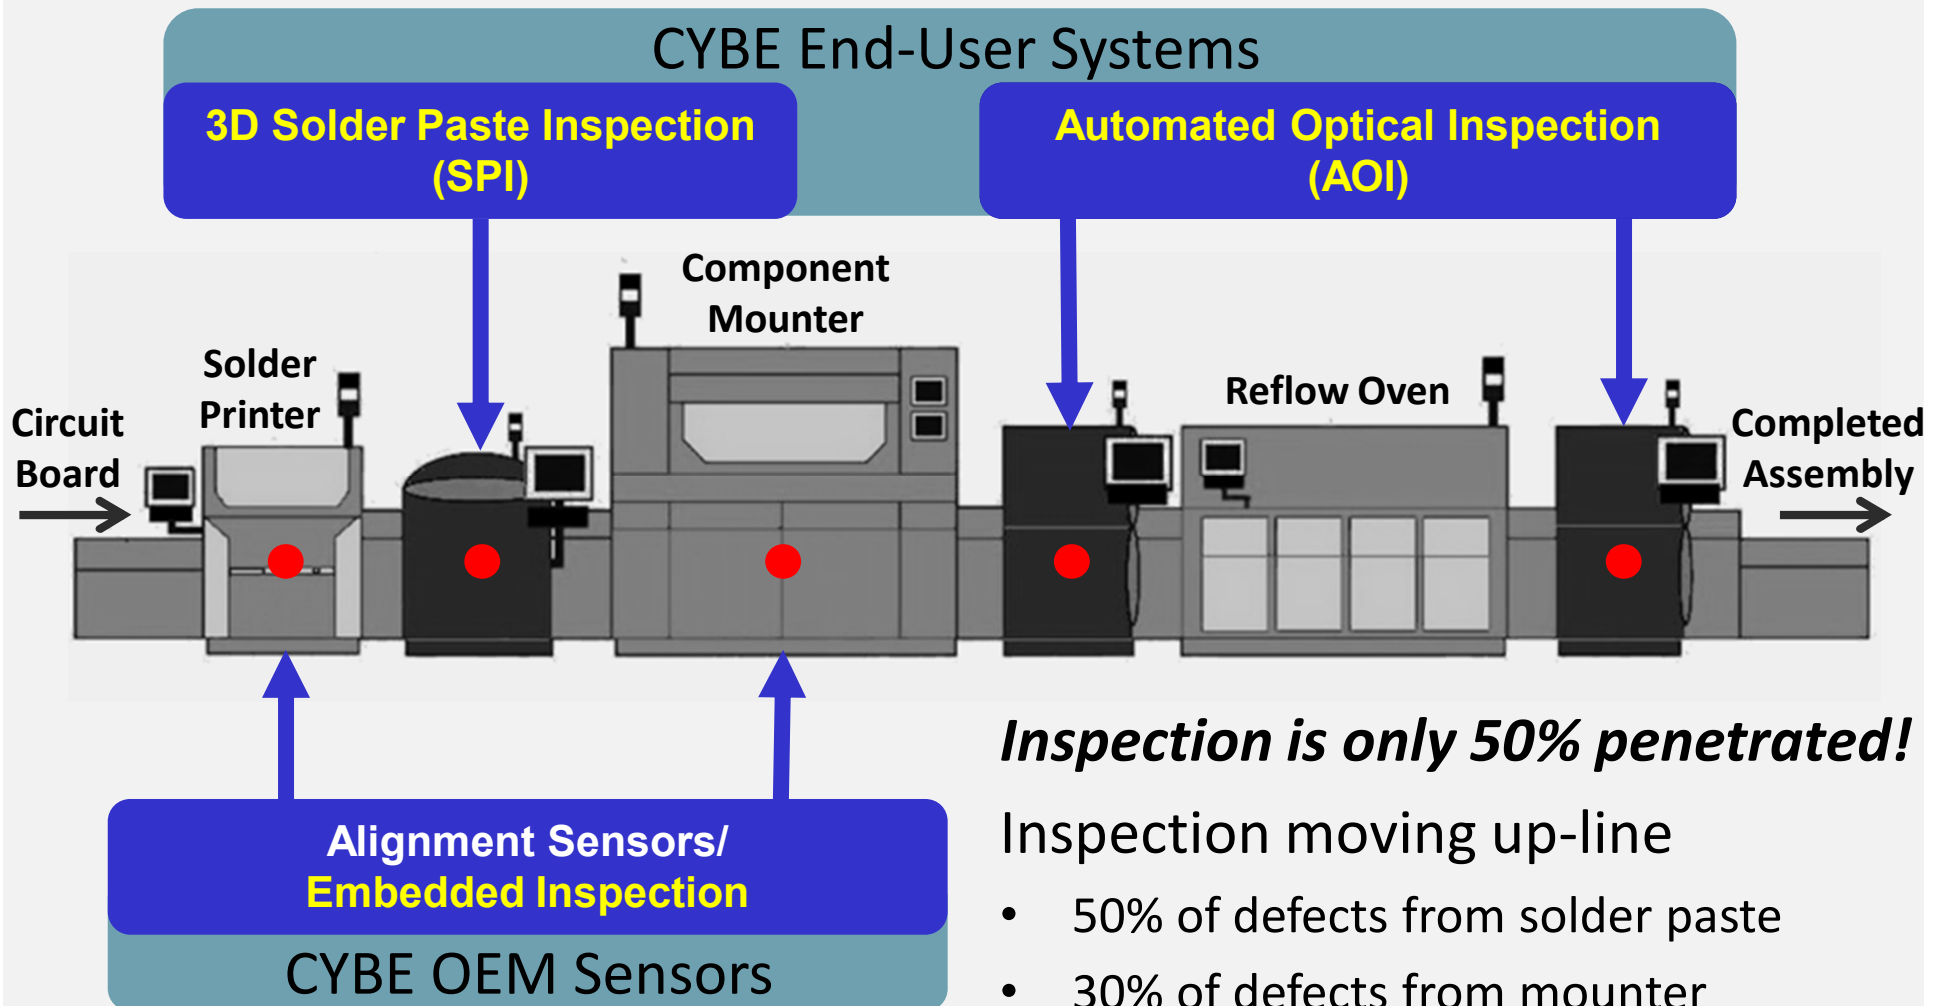 CYBE End-User Systems
3D Solder Paste Inspection
(SPI)
Automated Optical Inspection
(AOI)
Component
Mounter
Solder
Printer
Reflow Oven
Circuit
Board
Completed
Assembly
Alignment Sensors/
Embedded Inspection
CYBE OEM Sensors
Inspection is only 50% penetrated!
Inspection moving up-line
• 50% of defects from solder paste
• 30% of defects from mounter